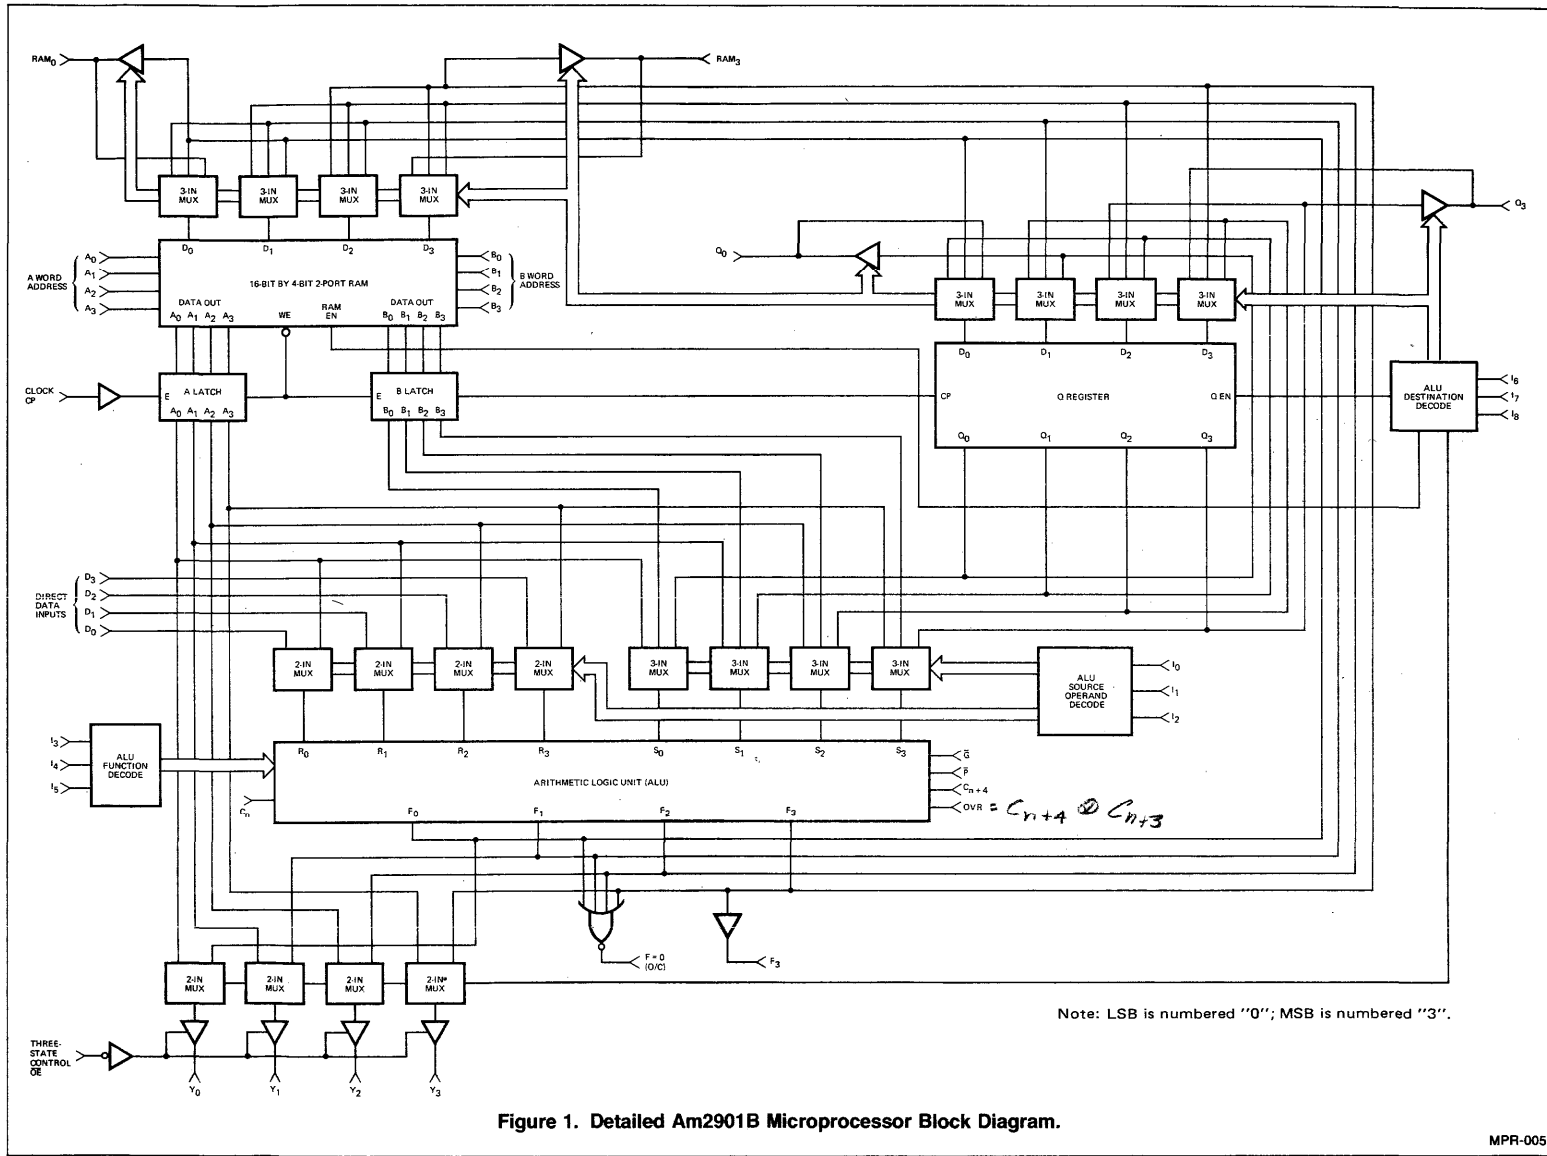 RAM0
RAM3
3-IN MUX
3-IN MUX
3-IN MUX
3-IN MUX
Q3
Q0
D0
D1
D2
D3
A WORD ADDRESS
A0
A1
A2
A3
16-BIT BY 4-BIT 2-PORT RAM
B0
B1
B2
B3
B WORD ADDRESS
DATA OUT
A0 A1 A2 A3
WE
RAM EN
DATA OUT
B0 B1 B2 B3
3-IN MUX
3-IN MUX
3-IN MUX
3-IN MUX
D0
D1
D2
D3
CLOCK CP
E
A LATCH
A0 A1 A2 A3
E
B LATCH
B0 B1 B2 B3
CP
Q REGISTER
Q EN
Q0
Q1
Q2
Q3
ALU DESTINATION DECODE
I6
I7
I8
DIRECT DATA INPUTS
D3
D2
D1
D0
2-IN MUX
2-IN MUX
2-IN MUX
2-IN MUX
3-IN MUX
3-IN MUX
3-IN MUX
3-IN MUX
ALU SOURCE OPERAND DECODE
I0
I1
I2
I3
I4
I5
ALU FUNCTION DECODE
R0
R1
R2
R3
S0
S1
S2
S3
ARITHMETIC LOGIC UNIT (ALU)
G̅
P̅
Cn+4
OVR = Cn+4 ⊕ Cn+3
Cn
F0
F1
F2
F3
F = 0
(O/C)
F3
2-IN MUX
2-IN MUX
2-IN MUX
2-IN* MUX
THREE-STATE CONTROL O̅E̅
Y0
Y1
Y2
Y3
Note: LSB is numbered "0"; MSB is numbered "3".
Figure 1. Detailed Am2901B Microprocessor Block Diagram.
MPR-005